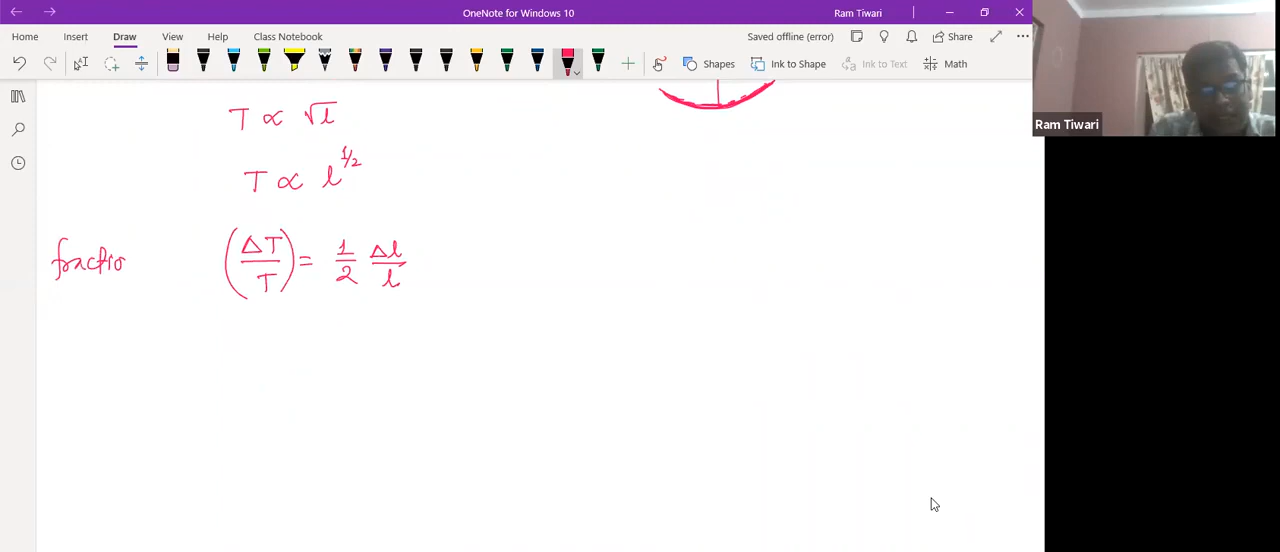 OneNote for Windows 10
Ram Tiwari
Home Insert Draw View Help Class Notebook
Saved offline (error)
Share
Shapes
Ink to Shape
Ink to Text
Math
Ram Tiwari
T ∝ √l
T ∝ l^1/2
fractio (ΔT/T) = 1/2 Δl/l